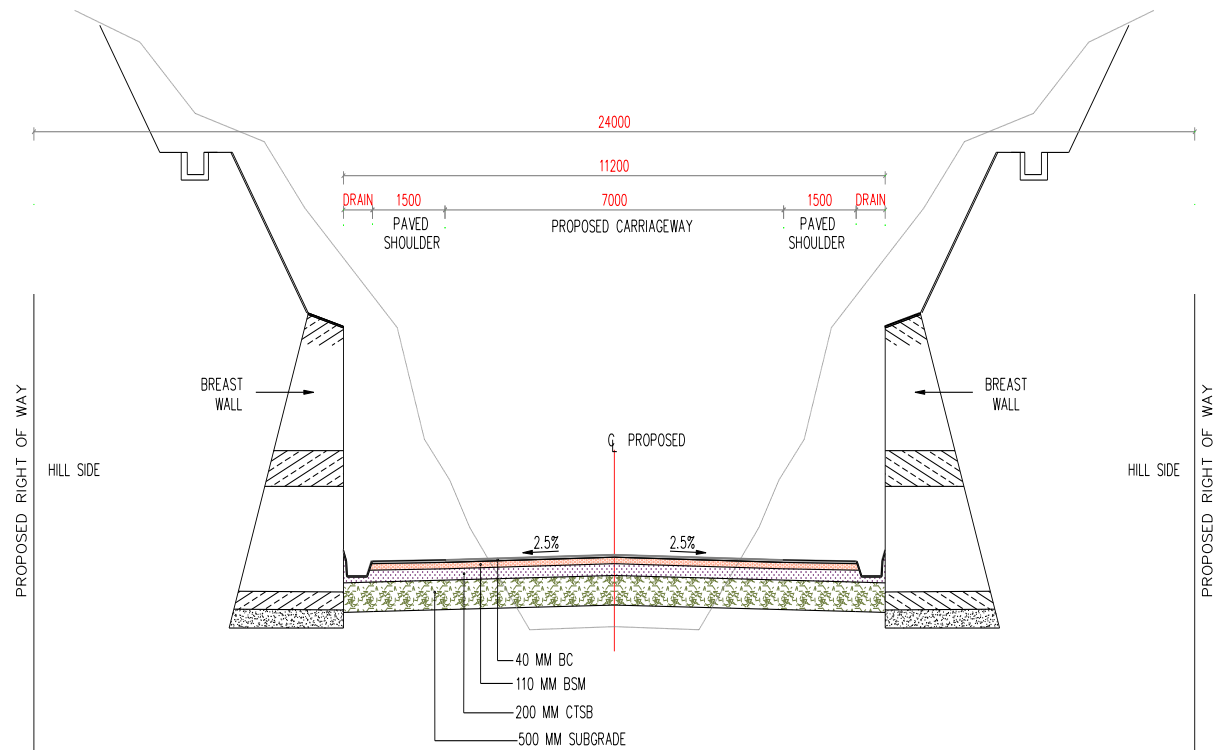 24000
11200
DRAIN 1500 7000 1500 DRAIN
PAVED
SHOULDER
PROPOSED CARRIAGEWAY
PAVED
SHOULDER
BREAST
WALL
BREAST
WALL
PROPOSED RIGHT OF WAY
HILL SIDE
℄ PROPOSED
HILL SIDE
PROPOSED RIGHT OF WAY
2.5% 2.5%
40 MM BC
110 MM BSM
200 MM CTSB
500 MM SUBGRADE